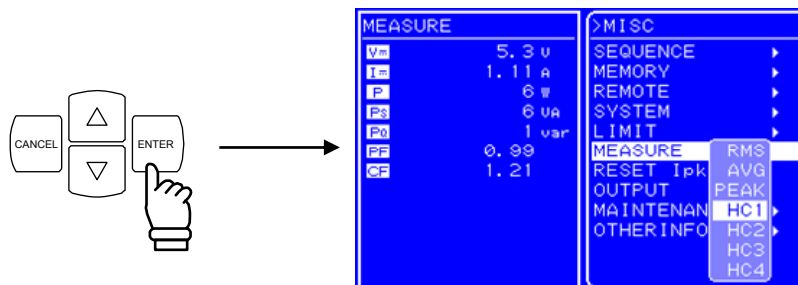 CANCEL
ENTER
MEASURE
V= 5.3 V
I= 1.11 A
P 6 W
PS 6 VA
PQ 1 var
PF 0.99
CF 1.21
>MISC
SEQUENCE
MEMORY
REMOTE
SYSTEM
LIMIT
MEASURE
RESET Ipk
OUTPUT
MAINTENAN
OTHERINFO
RMS
AVG
PEAK
HC1
HC2
HC3
HC4